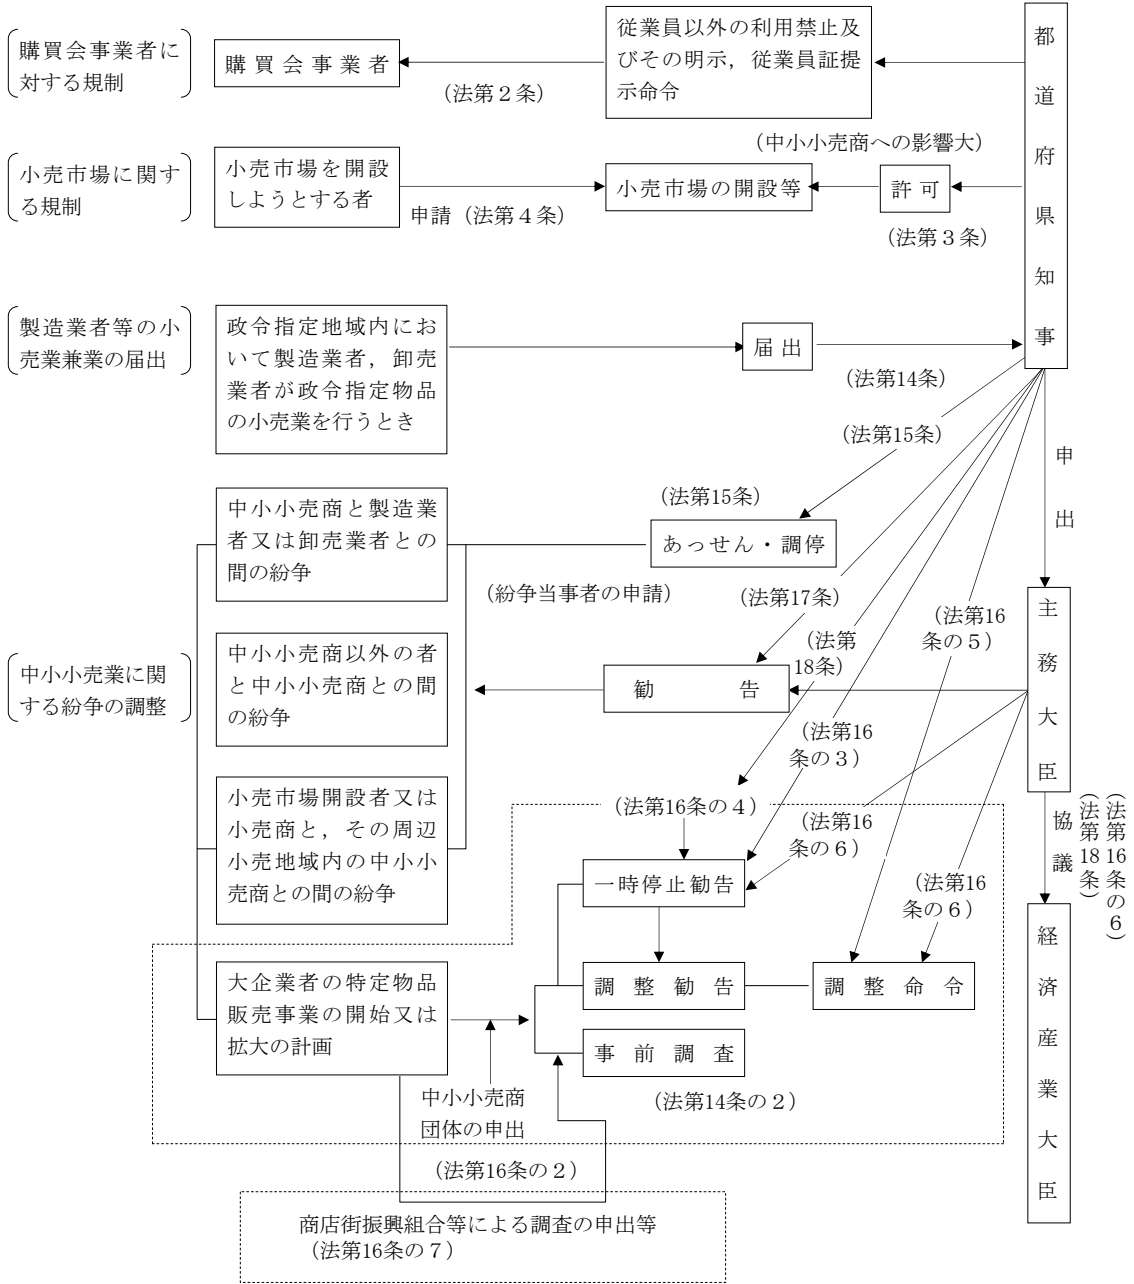 購買会事業者に
対する規制
購買会事業者
(法第２条)
従業員以外の利用禁止及
びその明示，従業員証提
示命令
都道府県知事
小売市場に関す
る規制
小売市場を開設
しようとする者
申請（法第４条）
小売市場の開設等
(中小小売商への影響大)
許可
(法第３条)
製造業者等の小
売業兼業の届出
政令指定地域内にお
いて製造業者，卸売
業者が政令指定物品
の小売業を行うとき
届出
(法第14条)
(法第15条)
申出
中小小売業に関
する紛争の調整
中小小売商と製造業
者又は卸売業者との
間の紛争
(法第15条)
あっせん・調停
(紛争当事者の申請)
中小小売商以外の者
と中小小売商との間
の紛争
勧告
(法第17条)
(法第
18条)
(法第16
条の５)
主務大臣
(法第16
条の３)
小売市場開設者又は
小売商と，その周辺
小売地域内の中小小
売商との間の紛争
(法第16条の４)
(法第16
条の６)
一時停止勧告
(法第16
条の６)
協議
(法第18条)
(法第16条の６)
経済産業大臣
大企業者の特定物品
販売事業の開始又は
拡大の計画
調整勧告
調整命令
事前調査
(法第14条の２)
中小小売商
団体の申出
(法第16条の２)
商店街振興組合等による調査の申出等
(法第16条の７)